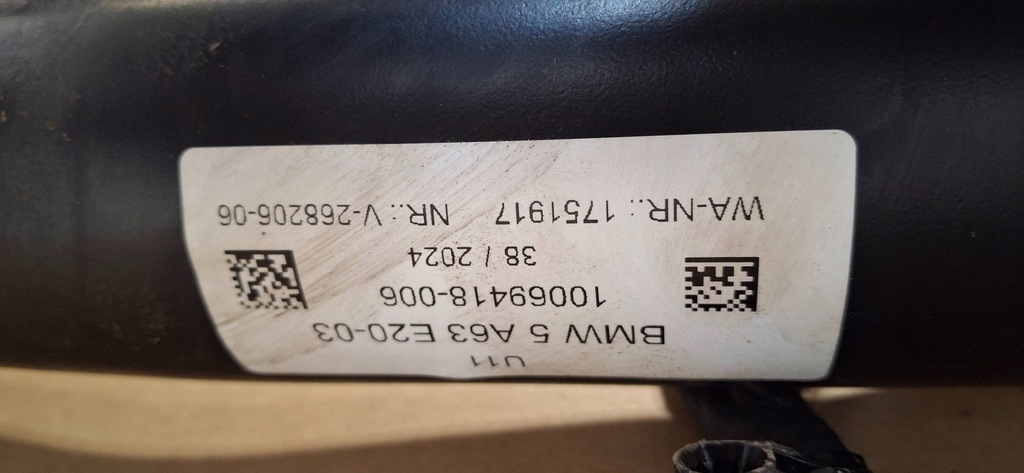 U11
BMW 5 A63 E20-03
10069418-006
38 / 2024
WA-NR.: 1751917 NR.: V-268206-06